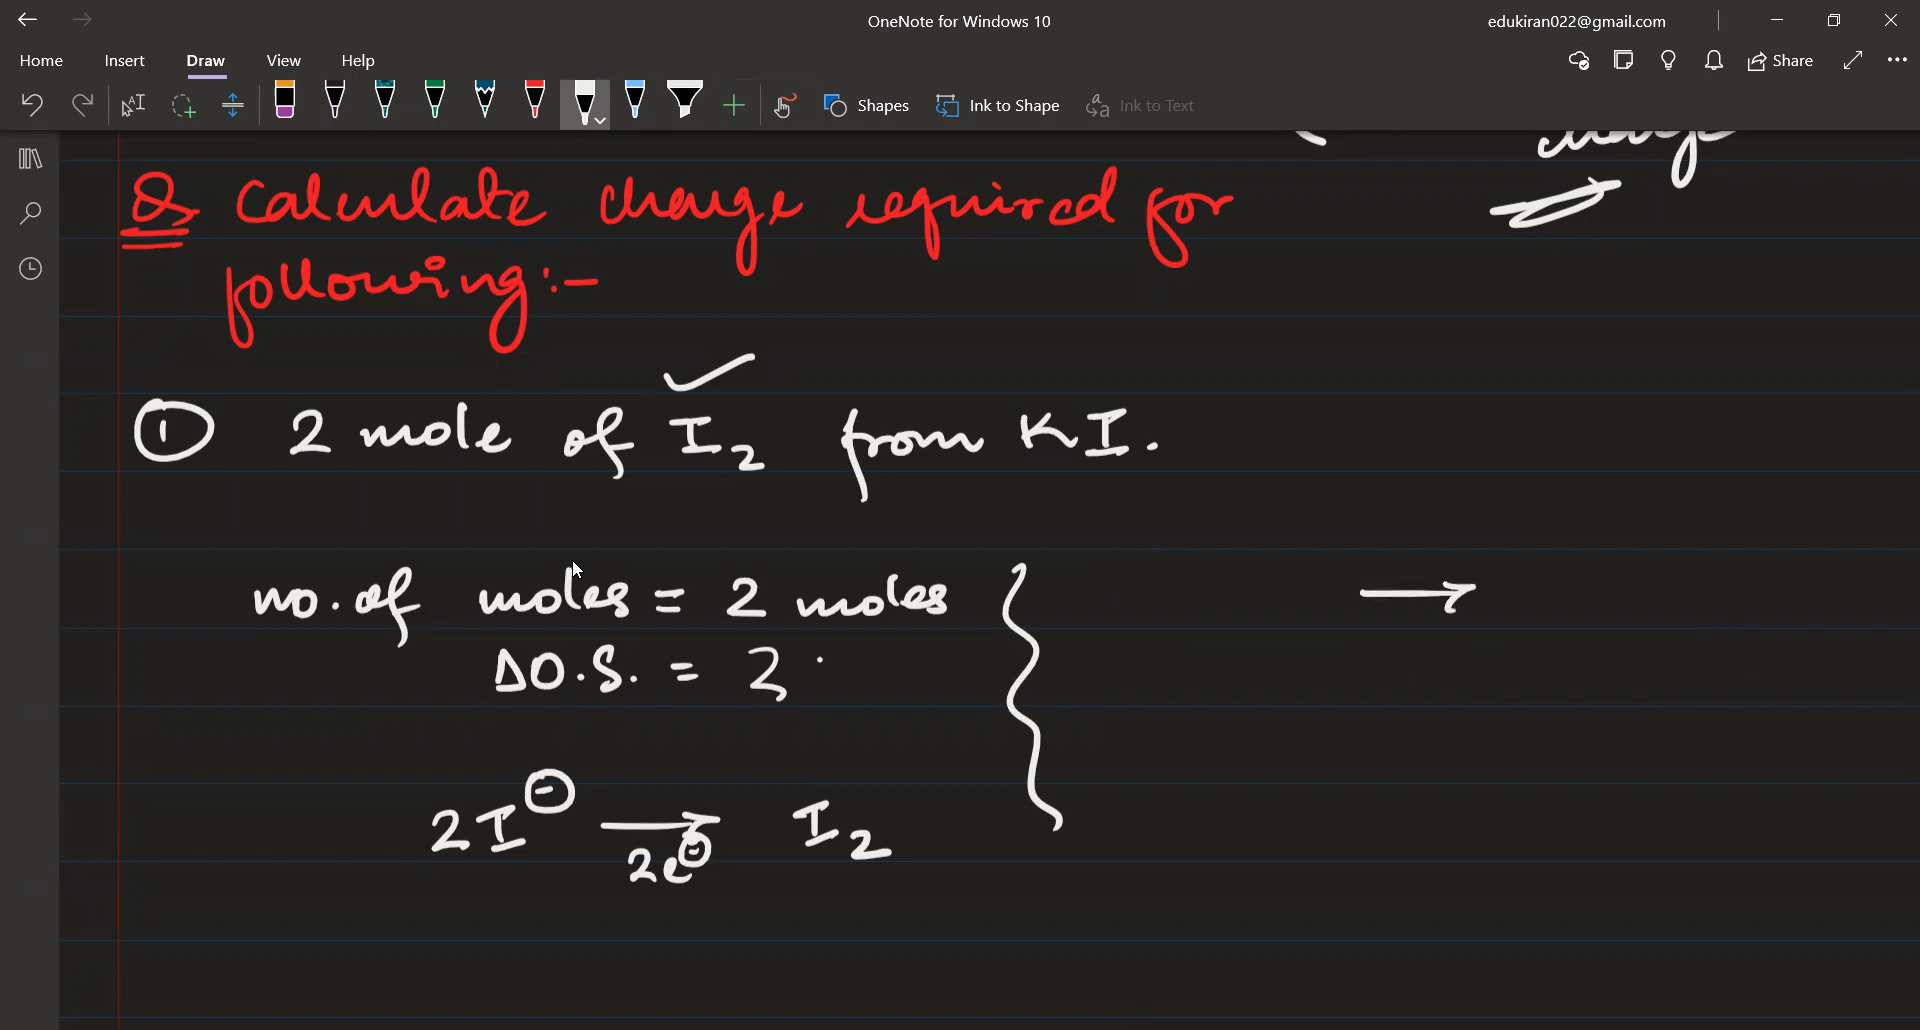 OneNote for Windows 10
edukiran022@gmail.com
Home Insert Draw View Help
Share
Shapes Ink to Shape Ink to Text
Q Calculate charge required for
following:-
① 2 mole of I₂ from KI.
no. of moles = 2 moles
ΔO.S. = 2
2I⊖ ⟶ I₂
2e⊖